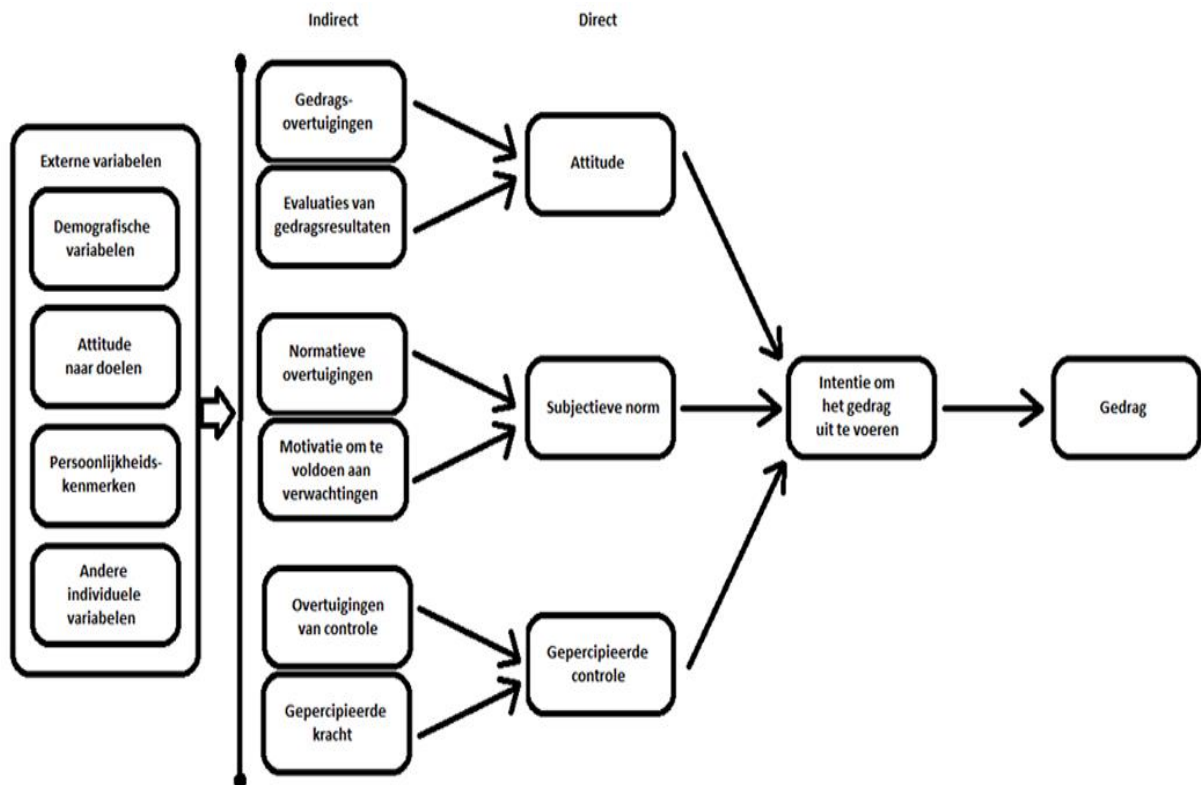 Indirect
Direct
Externe variabelen
Demografische
variabelen
Attitude
naar doelen
Persoonlijkheids-
kenmerken
Andere
individuele
variabelen
Gedrags-
overtuigingen
Evaluaties van
gedragsresultaten
Normatieve
overtuigingen
Motivatie om te
voldoen aan
verwachtingen
Overtuigingen
van controle
Gepercipieerde
kracht
Attitude
Subjectieve norm
Gepercipieerde
controle
Intentie om
het gedrag
uit te voeren
Gedrag